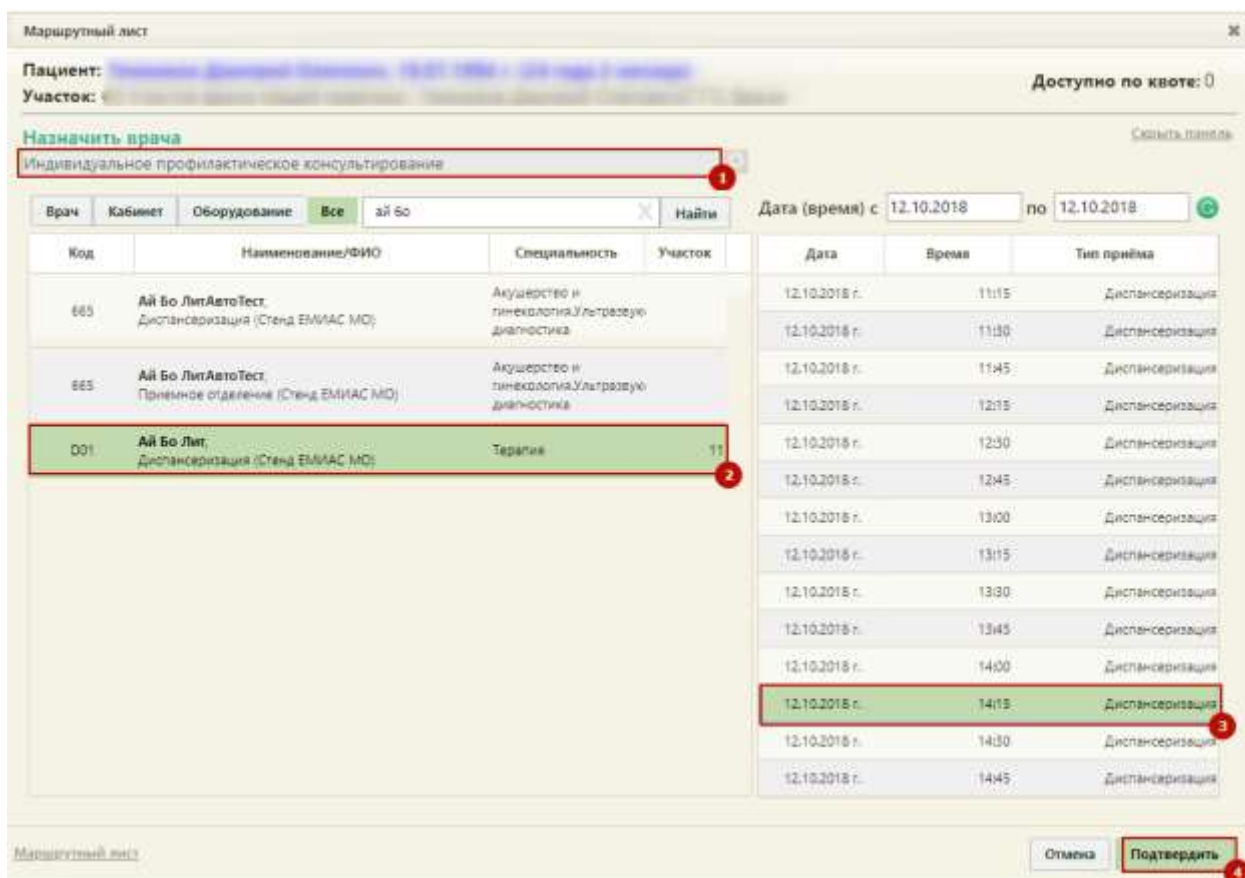 Маршрутный лист
Пациент:
Участок:
Доступно по квоте: 0
Назначить врача
Скрыть панель
Индивидуальное профилактическое консультирование
1
Врач Кабинет Оборудование Все ай бо Найти Дата (время) с 12.10.2018 по 12.10.2018
Код Наименование/ФИО Специальность Участок Дата Время Тип приёма
665 Ай Бо ЛитАвтоТест,
Диспансеризация (Стенд ЕМИАС МО)
Акушерство и
гинекология,Ультразвую
диагностика
665 Ай Бо ЛитАвтоТест,
Приемное отделение (Стенд ЕМИАС МО)
Акушерство и
гинекология,Ультразвую
диагностика
D01 Ай Бо Лит,
Диспансеризация (Стенд ЕМИАС МО)
Терапия 11
2
12.10.2018 г. 11:15 Диспансеризация
12.10.2018 г. 11:30 Диспансеризация
12.10.2018 г. 11:45 Диспансеризация
12.10.2018 г. 12:15 Диспансеризация
12.10.2018 г. 12:30 Диспансеризация
12.10.2018 г. 12:45 Диспансеризация
12.10.2018 г. 13:00 Диспансеризация
12.10.2018 г. 13:15 Диспансеризация
12.10.2018 г. 13:30 Диспансеризация
12.10.2018 г. 13:45 Диспансеризация
12.10.2018 г. 14:00 Диспансеризация
12.10.2018 г. 14:15 Диспансеризация
3
12.10.2018 г. 14:30 Диспансеризация
12.10.2018 г. 14:45 Диспансеризация
Маршрутный лист Отмена Подтвердить
4